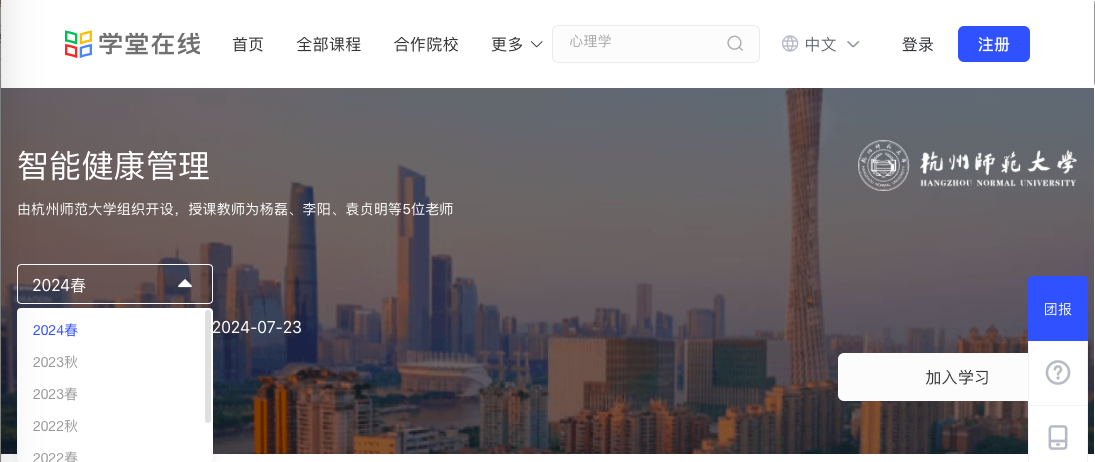 学堂在线 首页 全部课程 合作院校 更多 心理学 中文 登录 注册
智能健康管理
杭州师范大学
HANGZHOU NORMAL UNIVERSITY
由杭州师范大学组织开设，授课教师为杨磊、李阳、袁贞明等5位老师
2024春
团报
2024春
2024-07-23
2023秋
加入学习
2023春
2022秋
2022春